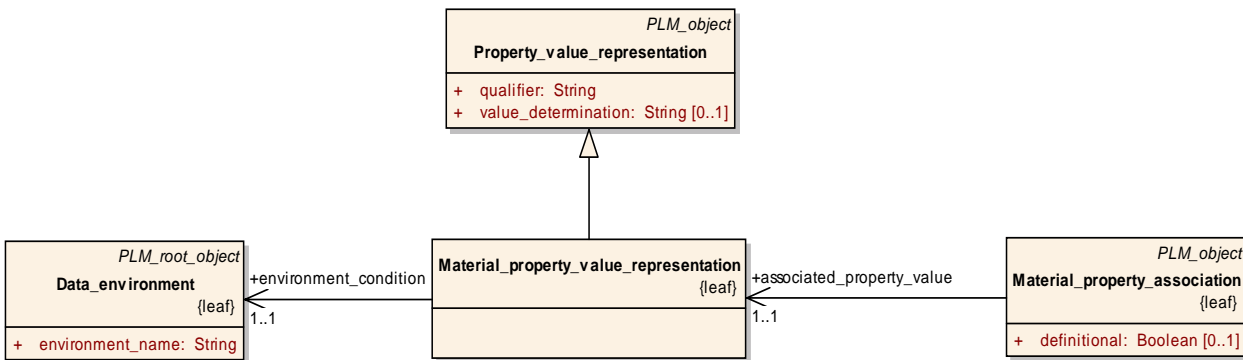 PLM_object
Property_value_representation
+ qualifier: String
+ value_determination: String [0..1]
PLM_root_object
Data_environment
{leaf}
+ environment_name: String
+environment_condition
1..1
Material_property_value_representation
{leaf}
+associated_property_value
1..1
PLM_object
Material_property_association
{leaf}
+ definitional: Boolean [0..1]